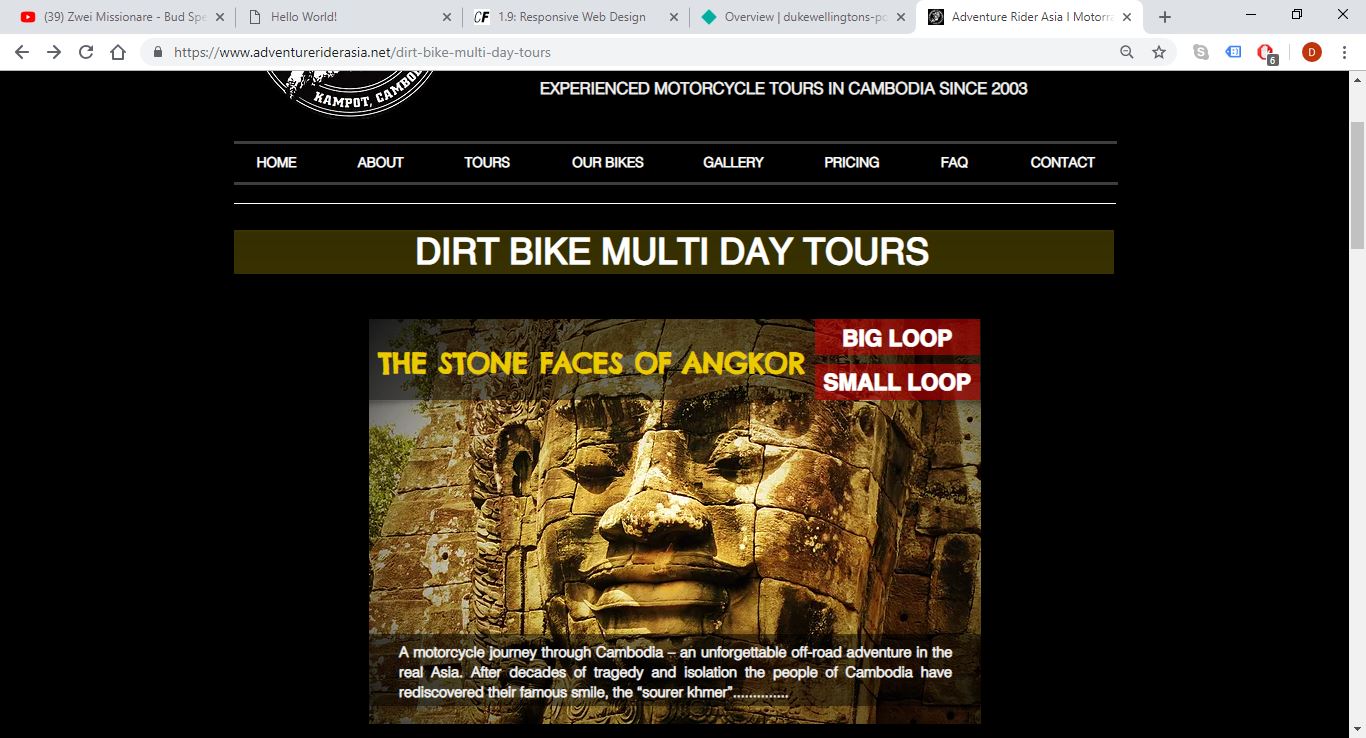 (39) Zwei Missionare - Bud Spe
Hello World!
CF 1.9: Responsive Web Design
Overview | dukewellingtons-po
Adventure Rider Asia I Motorra
https://www.adventureriderasia.net/dirt-bike-multi-day-tours
6
D
KAMPOT, CAMBO
EXPERIENCED MOTORCYCLE TOURS IN CAMBODIA SINCE 2003
HOME ABOUT TOURS OUR BIKES GALLERY PRICING FAQ CONTACT
DIRT BIKE MULTI DAY TOURS
THE STONE FACES OF ANGKOR
BIG LOOP
SMALL LOOP
A motorcycle journey through Cambodia – an unforgettable off-road adventure in the
real Asia. After decades of tragedy and isolation the people of Cambodia have
rediscovered their famous smile, the “sourer khmer”..............